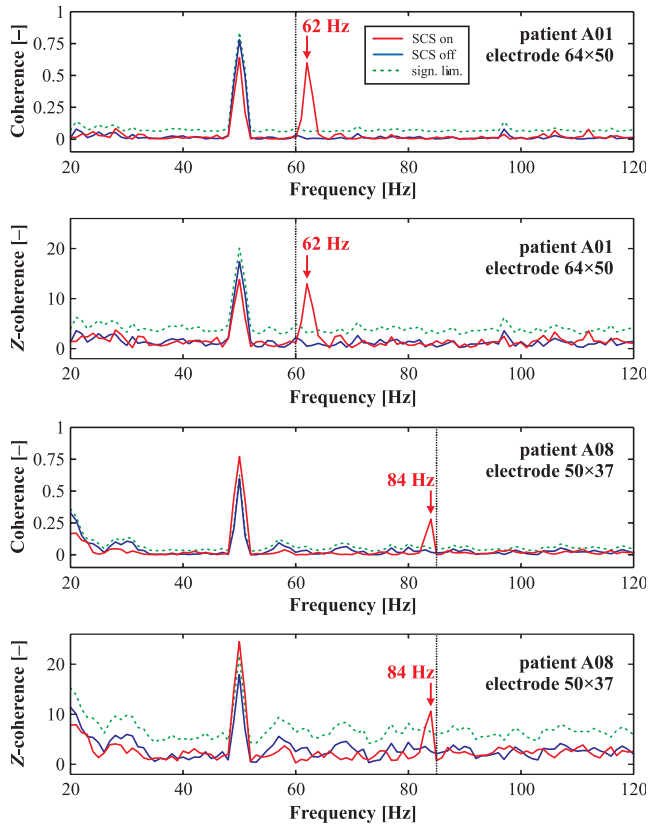 62 Hz
SCS on
SCS off
sign. lim.
patient A01
electrode 64×50
Coherence [–]
1
0.75
0.5
0.25
0
20 40 60 80 100 120
Frequency [Hz]
62 Hz
patient A01
electrode 64×50
Z-coherence [–]
20
10
0
20 40 60 80 100 120
Frequency [Hz]
84 Hz
patient A08
electrode 50×37
Coherence [–]
1
0.75
0.5
0.25
0
20 40 60 80 100 120
Frequency [Hz]
84 Hz
patient A08
electrode 50×37
Z-coherence [–]
20
10
0
20 40 60 80 100 120
Frequency [Hz]